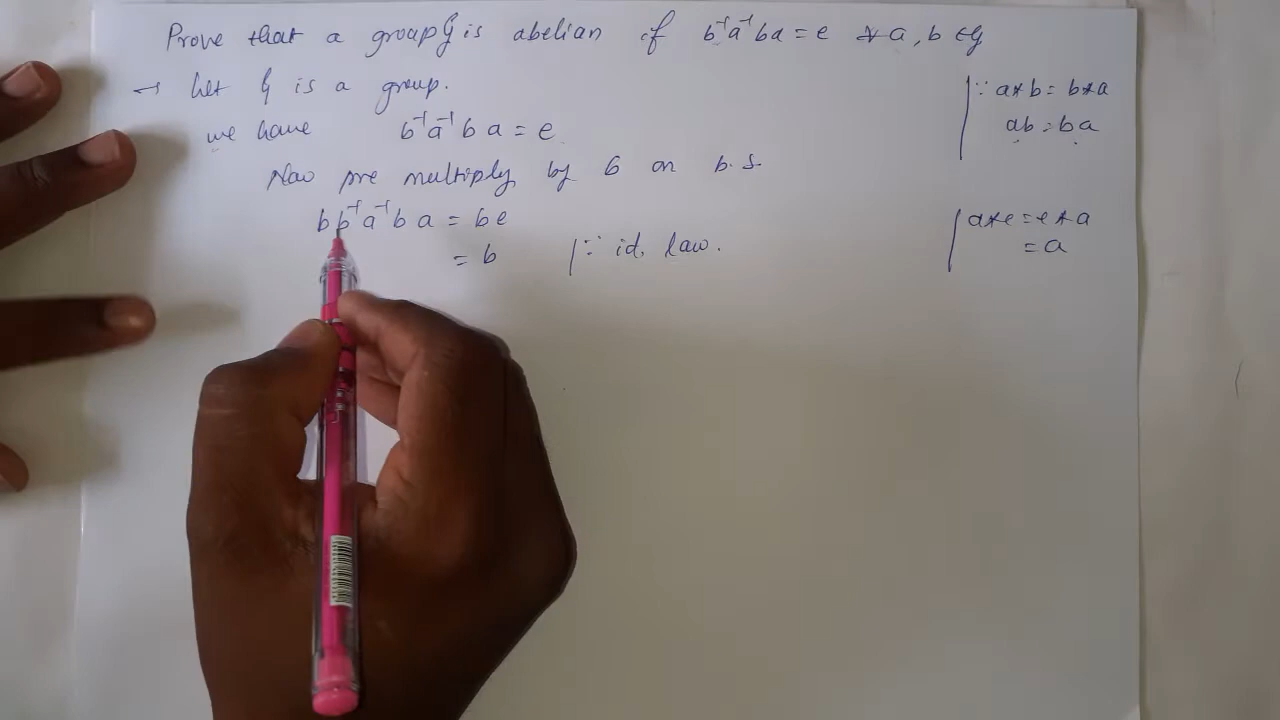 Prove that a group G is abelian if b⁻¹a⁻¹ba = e ∀ a, b ∈ G
→ Let G is a group.
∵ a*b = b*a
ab = ba
we have b⁻¹a⁻¹ba = e
Now pre multiply by b on b.s.
bb⁻¹a⁻¹ba = be
= b ∵ id. law.
a*e = e*a
= a